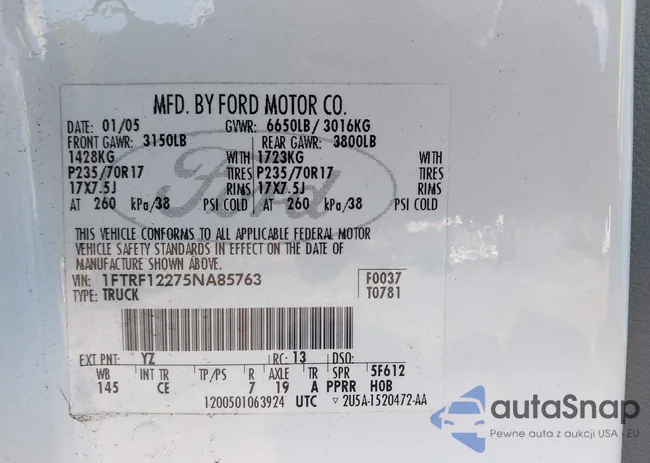 MFD. BY FORD MOTOR CO.
DATE: 01/05 GVWR: 6650LB / 3016KG
FRONT GAWR: 3150LB REAR GAWR: 3800LB
1428KG WITH 1723KG WITH
P235/70R17 TIRES P235/70R17 TIRES
17X7.5J RIMS 17X7.5J RIMS
AT 260 kPa/38 PSI COLD AT 260 kPa/38 PSI COLD
Ford
THIS VEHICLE CONFORMS TO ALL APPLICABLE FEDERAL MOTOR
VEHICLE SAFETY STANDARDS IN EFFECT ON THE DATE OF
MANUFACTURE SHOWN ABOVE.
VIN: 1FTRF12275NA85763 F0037
TYPE: TRUCK T0781
EXT PNT: YZ RC: 13 DSO:
WB INT TR TP/PS R AXLE TR SPR 5F612
145 CE 7 19 A PPRR HOB
1200501063924 UTC ▽ 2U5A-1520472-AA
autaSnap
Pewne auta z aukcji USA - EU